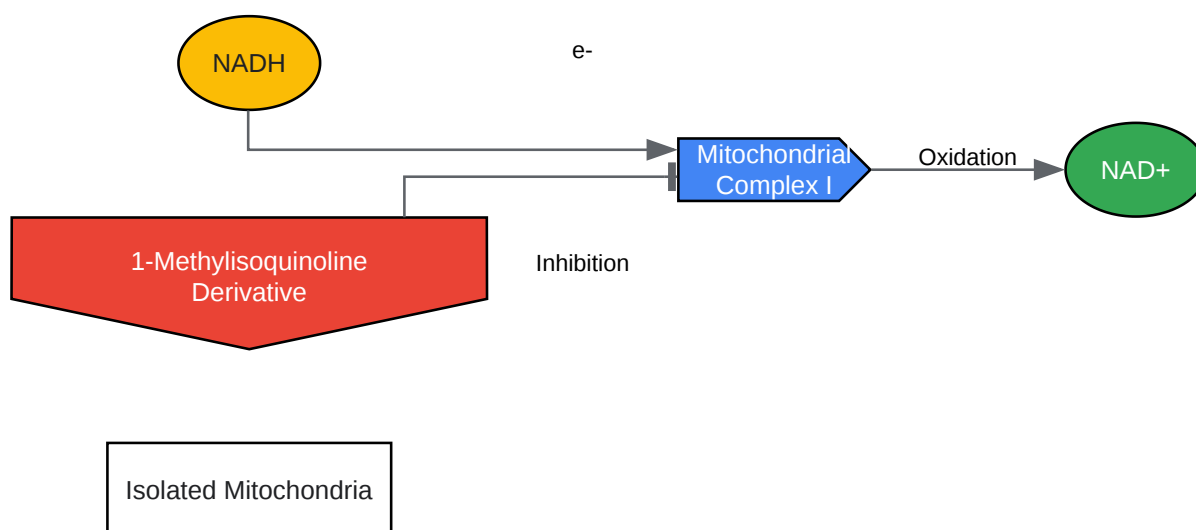 e-
NADH
Mitochondrial
Complex I
Oxidation
NAD+
1-Methylisoquinoline
Derivative
Inhibition
Isolated Mitochondria